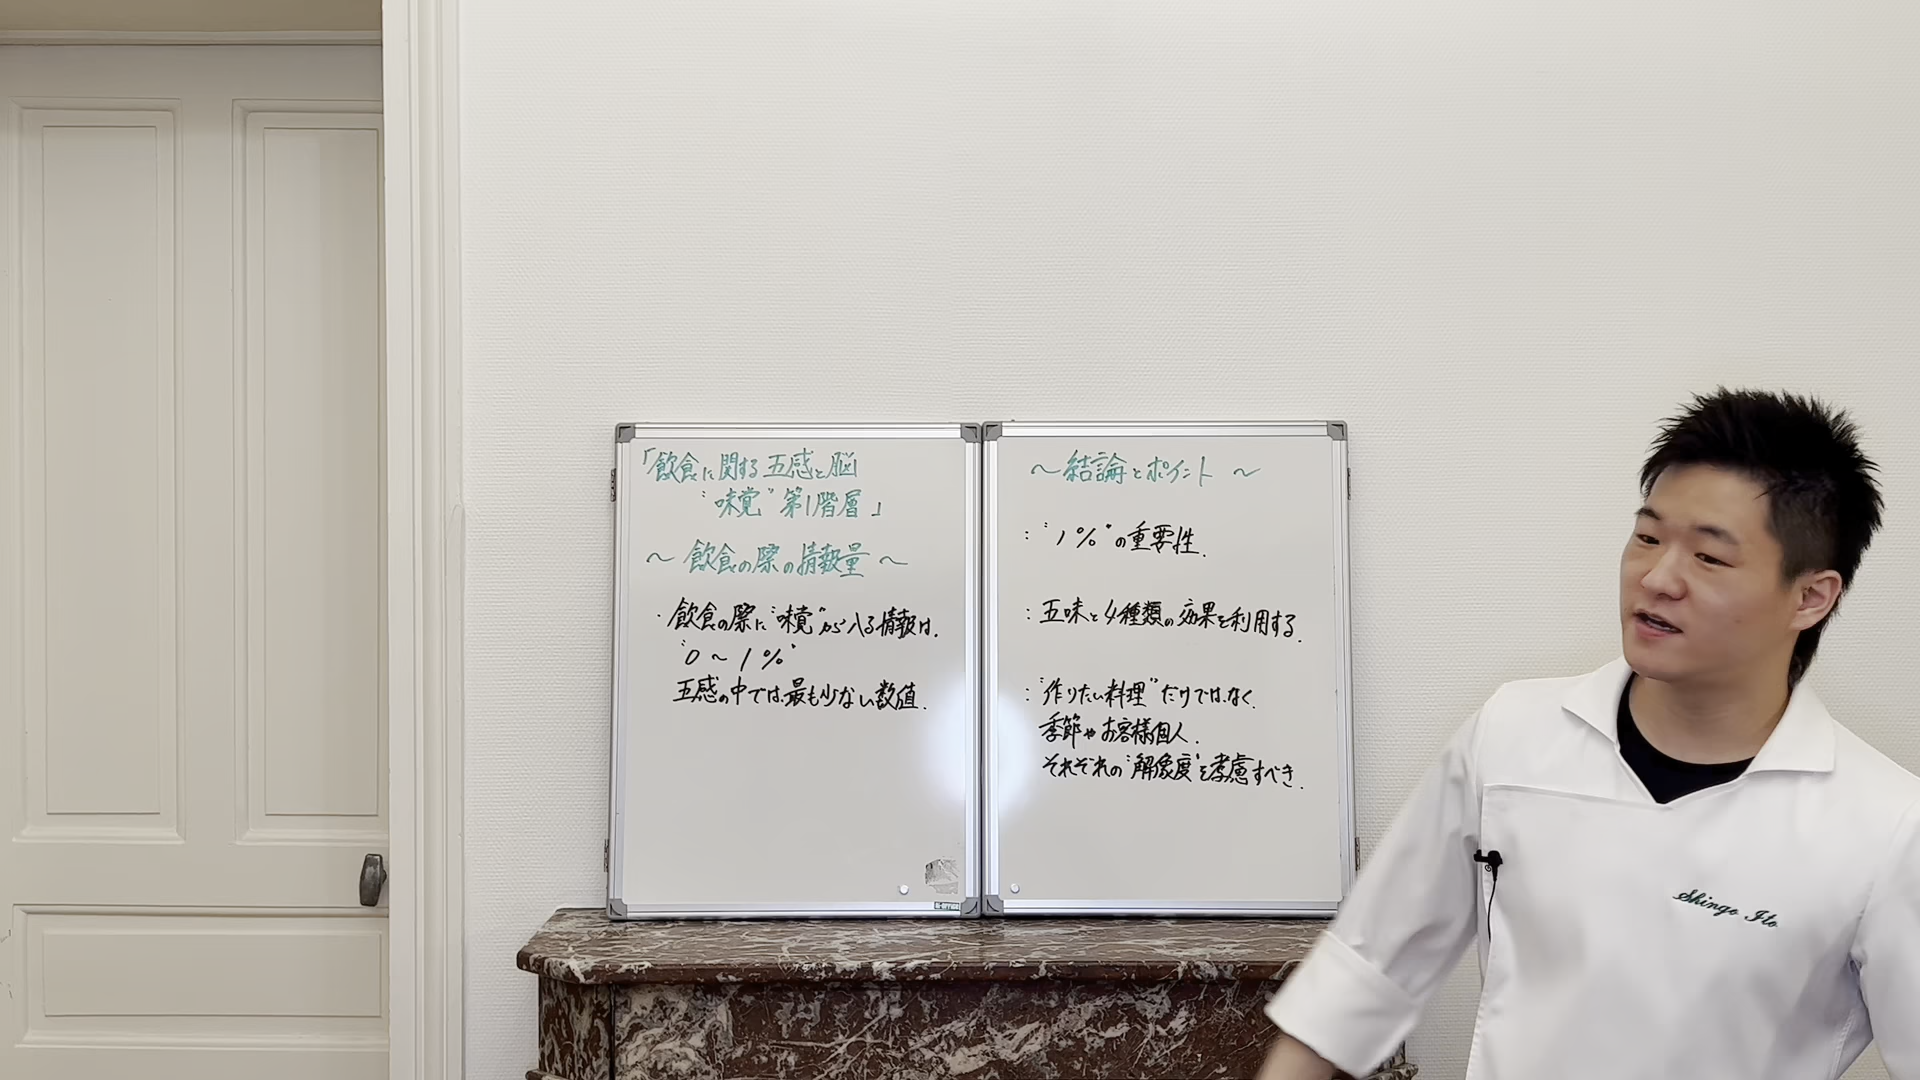 「飲食に関する五感と脳
"味覚" 第1階層」
～ 飲食の際の情報量 ～
・飲食の際に"味覚"から入る情報は、
"0～1%"
五感の中では最も少ない数値.
～結論とポイント～
: "1%"の重要性.
: 五味と4種類の効果を利用する.
: "作りたい料理"だけではなく、
季節やお客様個人.
それぞれの"解像度"を考慮すべき.
BI-OFFICE
Shingo Ito